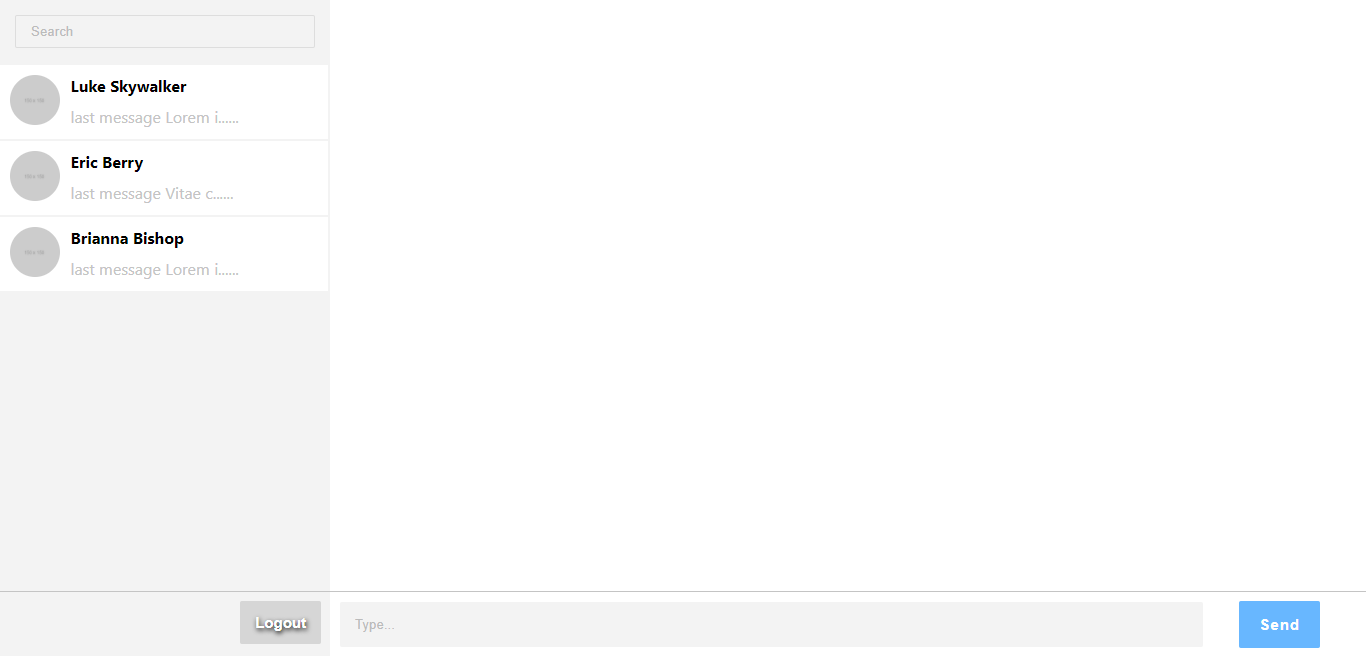 Search
Luke Skywalker
last message Lorem i......
Eric Berry
last message Vitae c......
Brianna Bishop
last message Lorem i......
Logout
Type...
Send